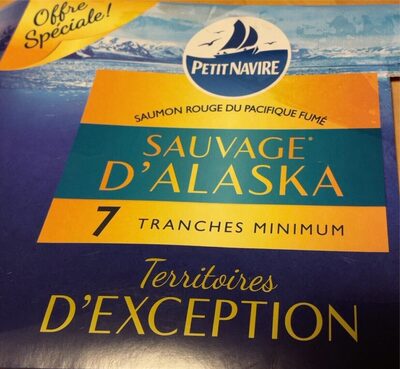 Offre
Spéciale!
PETIT NAVIRE
SAUMON ROUGE DU PACIFIQUE FUMÉ
SAUVAGE*
D'ALASKA
7 TRANCHES MINIMUM
Territoires
D'EXCEPTION